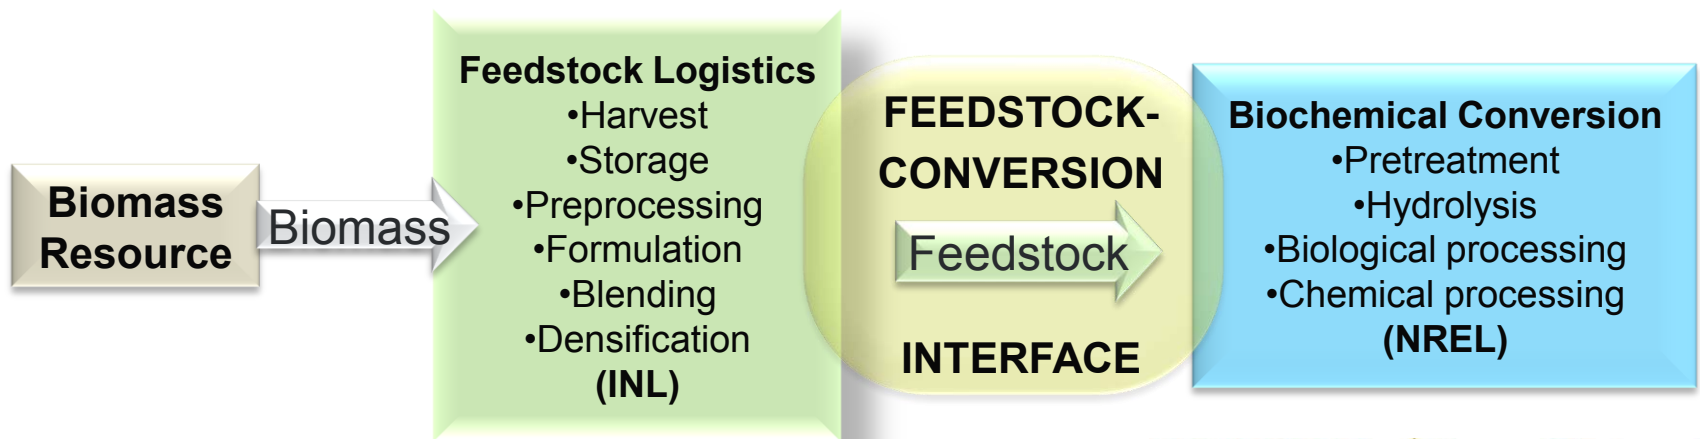 Biomass
Resource
Biomass
Feedstock Logistics
•Harvest
•Storage
•Preprocessing
•Formulation
•Blending
•Densification
(INL)
FEEDSTOCK-
CONVERSION
Feedstock
INTERFACE
Biochemical Conversion
•Pretreatment
•Hydrolysis
•Biological processing
•Chemical processing
(NREL)